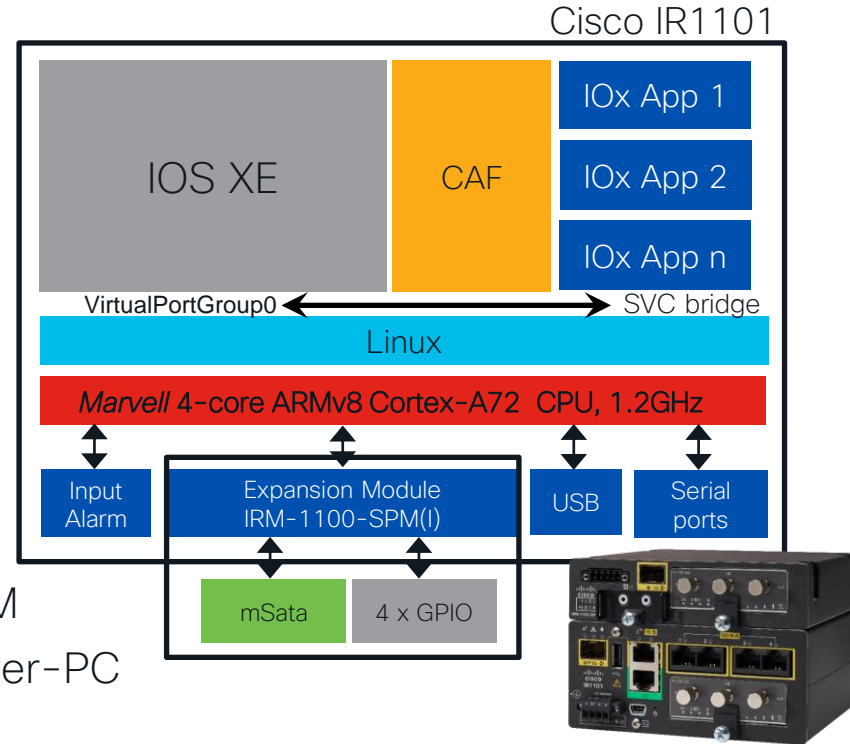 Cisco IR1101
IOS XE
CAF
IOx App 1
IOx App 2
IOx App n
VirtualPortGroup0
SVC bridge
Linux
Marvell 4-core ARMv8 Cortex-A72 CPU, 1.2GHz
Input
Alarm
Expansion Module
IRM-1100-SPM(I)
USB
Serial
ports
mSata
4 x GPIO
CISCO
IR1101